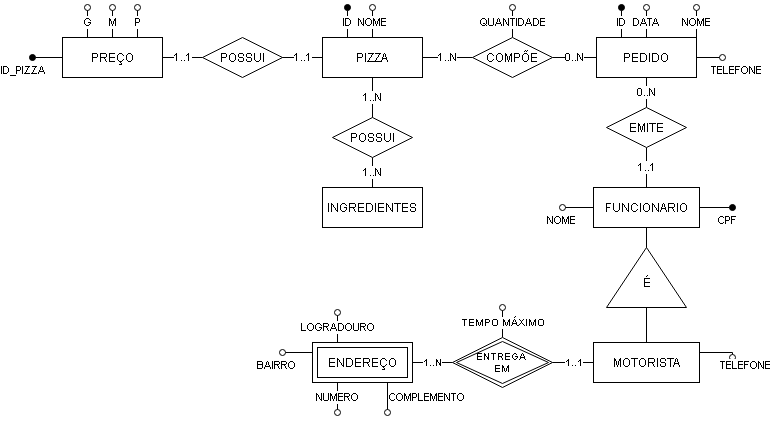 G M P
ID NOME
QUANTIDADE
ID DATA NOME
PREÇO 1..1 POSSUI 1..1 PIZZA 1..N COMPÕE 0..N PEDIDO
ID_PIZZA
TELEFONE
1..N
0..N
POSSUI
EMITE
1..N
1..1
INGREDIENTES
FUNCIONARIO
NOME
CPF
É
TEMPO MÁXIMO
LOGRADOURO
ENDEREÇO 1..N ENTREGA
EM 1..1 MOTORISTA
BAIRRO
TELEFONE
NUMERO COMPLEMENTO